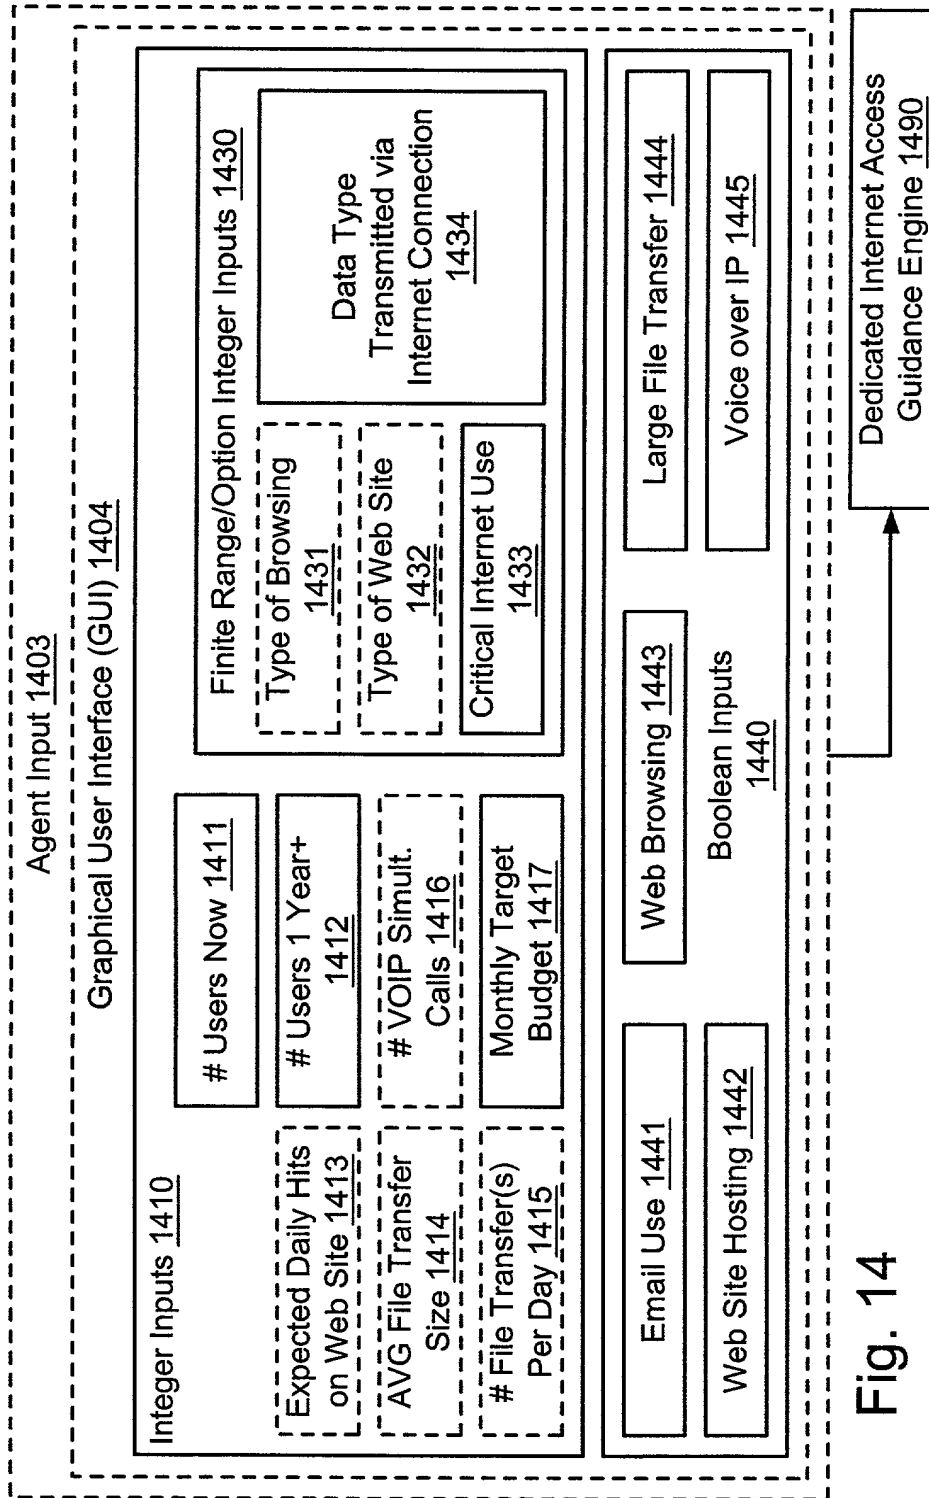 Agent Input 1403
Graphical User Interface (GUI) 1404
Integer Inputs 1410
# Users Now 1411
Expected Daily Hits
on Web Site 1413
# Users 1 Year+
1412
AVG File Transfer
Size 1414
# VOIP Simult.
Calls 1416
# File Transfer(s)
Per Day 1415
Monthly Target
Budget 1417
Finite Range/Option Integer Inputs 1430
Type of Browsing
1431
Type of Web Site
1432
Critical Internet Use
1433
Data Type
Transmitted via
Internet Connection
1434
Email Use 1441
Web Site Hosting 1442
Web Browsing 1443
Boolean Inputs
1440
Large File Transfer 1444
Voice over IP 1445
Dedicated Internet Access
Guidance Engine 1490
Fig. 14